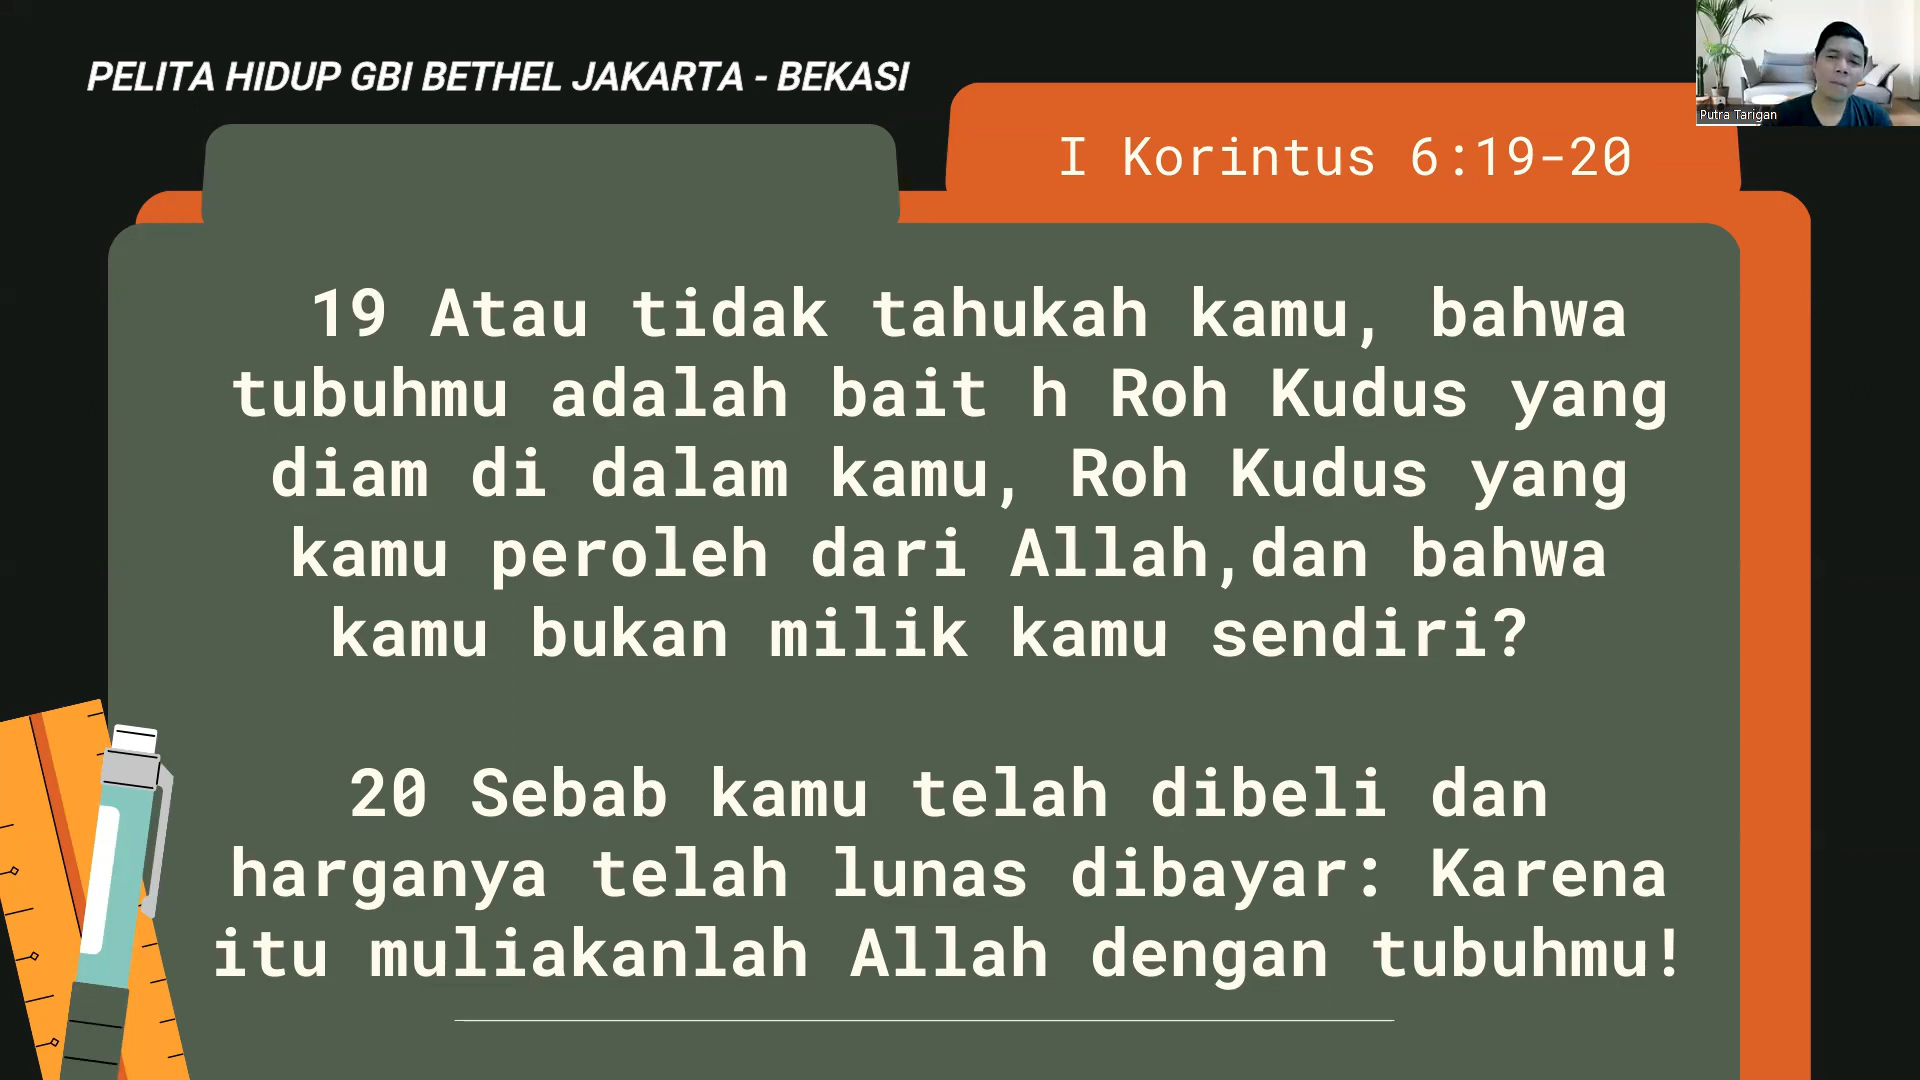 PELITA HIDUP GBI BETHEL JAKARTA - BEKASI
Putra Tarigan
I Korintus 6:19-20
19 Atau tidak tahukah kamu, bahwa
tubuhmu adalah bait h Roh Kudus yang
diam di dalam kamu, Roh Kudus yang
kamu peroleh dari Allah,dan bahwa
kamu bukan milik kamu sendiri?
20 Sebab kamu telah dibeli dan
harganya telah lunas dibayar: Karena
itu muliakanlah Allah dengan tubuhmu!